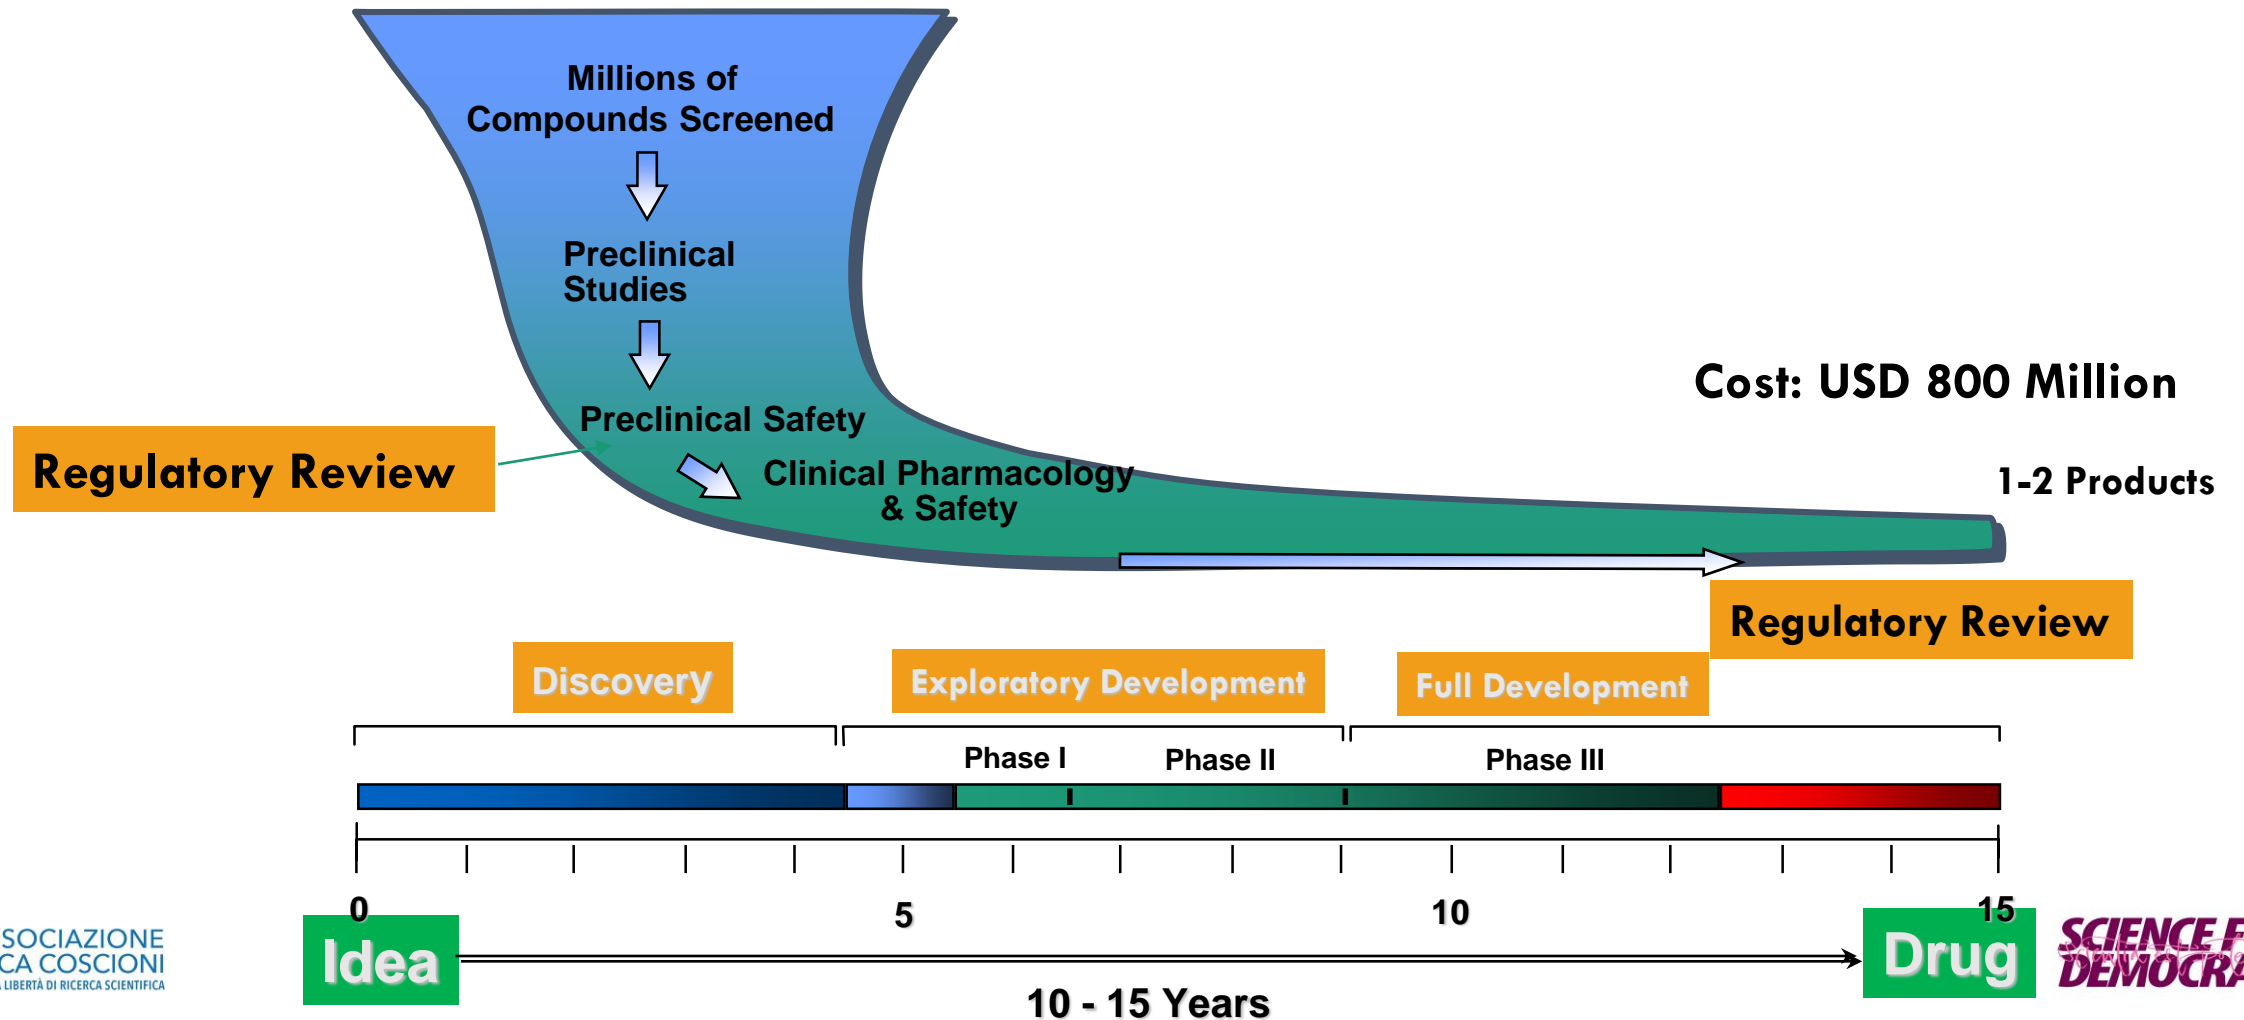 Millions of
Compounds Screened
Preclinical
Studies
Preclinical Safety
Clinical Pharmacology
& Safety
Regulatory Review
Cost: USD 800 Million
1-2 Products
Regulatory Review
Discovery
Exploratory Development
Full Development
Phase I
Phase II
Phase III
0
5
10
15
Idea
Drug
10 - 15 Years
SOCIAZIONE
CA COSCIONI
LIBERTÀ DI RICERCA SCIENTIFICA
SCIENCE F
DEMOCRA